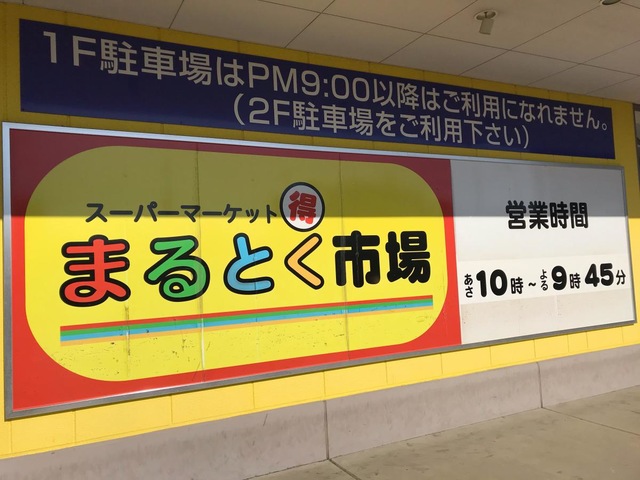 1F駐車場はPM9:00以降はご利用になれません。
（2F駐車場をご利用下さい）
スーパーマーケット 得
まるとく市場
営業時間
あさ10時～よる9時45分